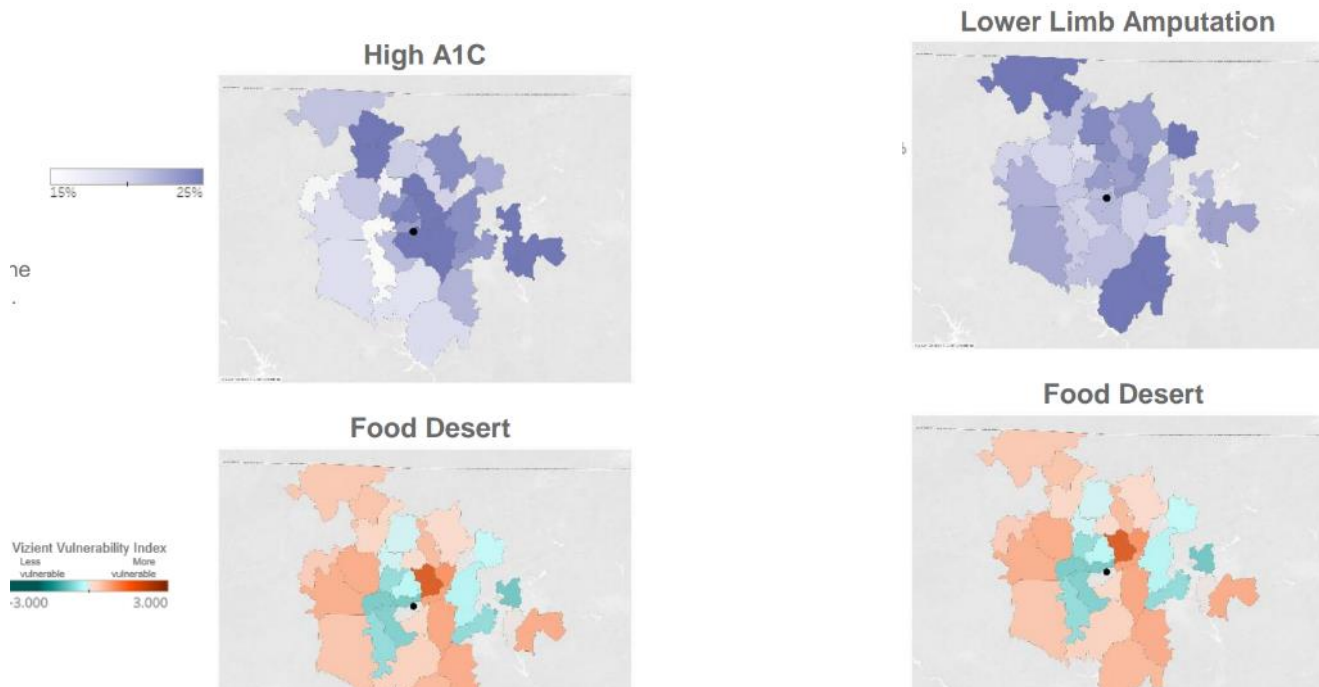 Lower Limb Amputation
High A1C
15%
25%
%
ne
.
Food Desert
Food Desert
Vizient Vulnerability Index
Less
vulnerable
More
vulnerable
-3.000
3.000